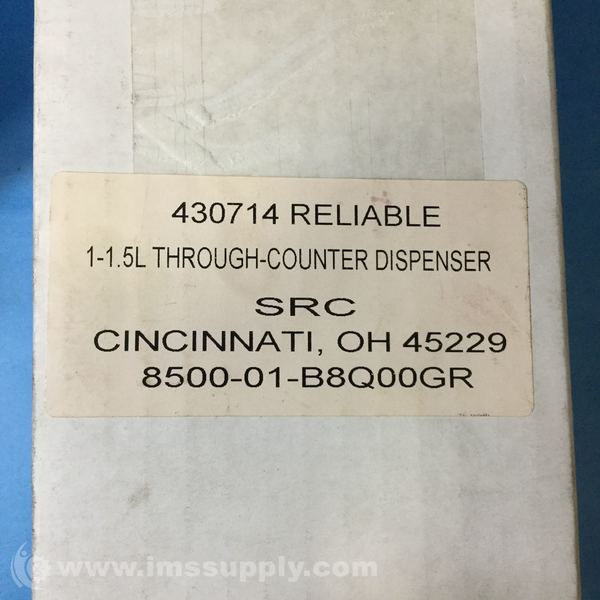 430714 RELIABLE
1-1.5L THROUGH-COUNTER DISPENSER
SRC
CINCINNATI, OH 45229
8500-01-B8Q00GR
www.imssupply.com